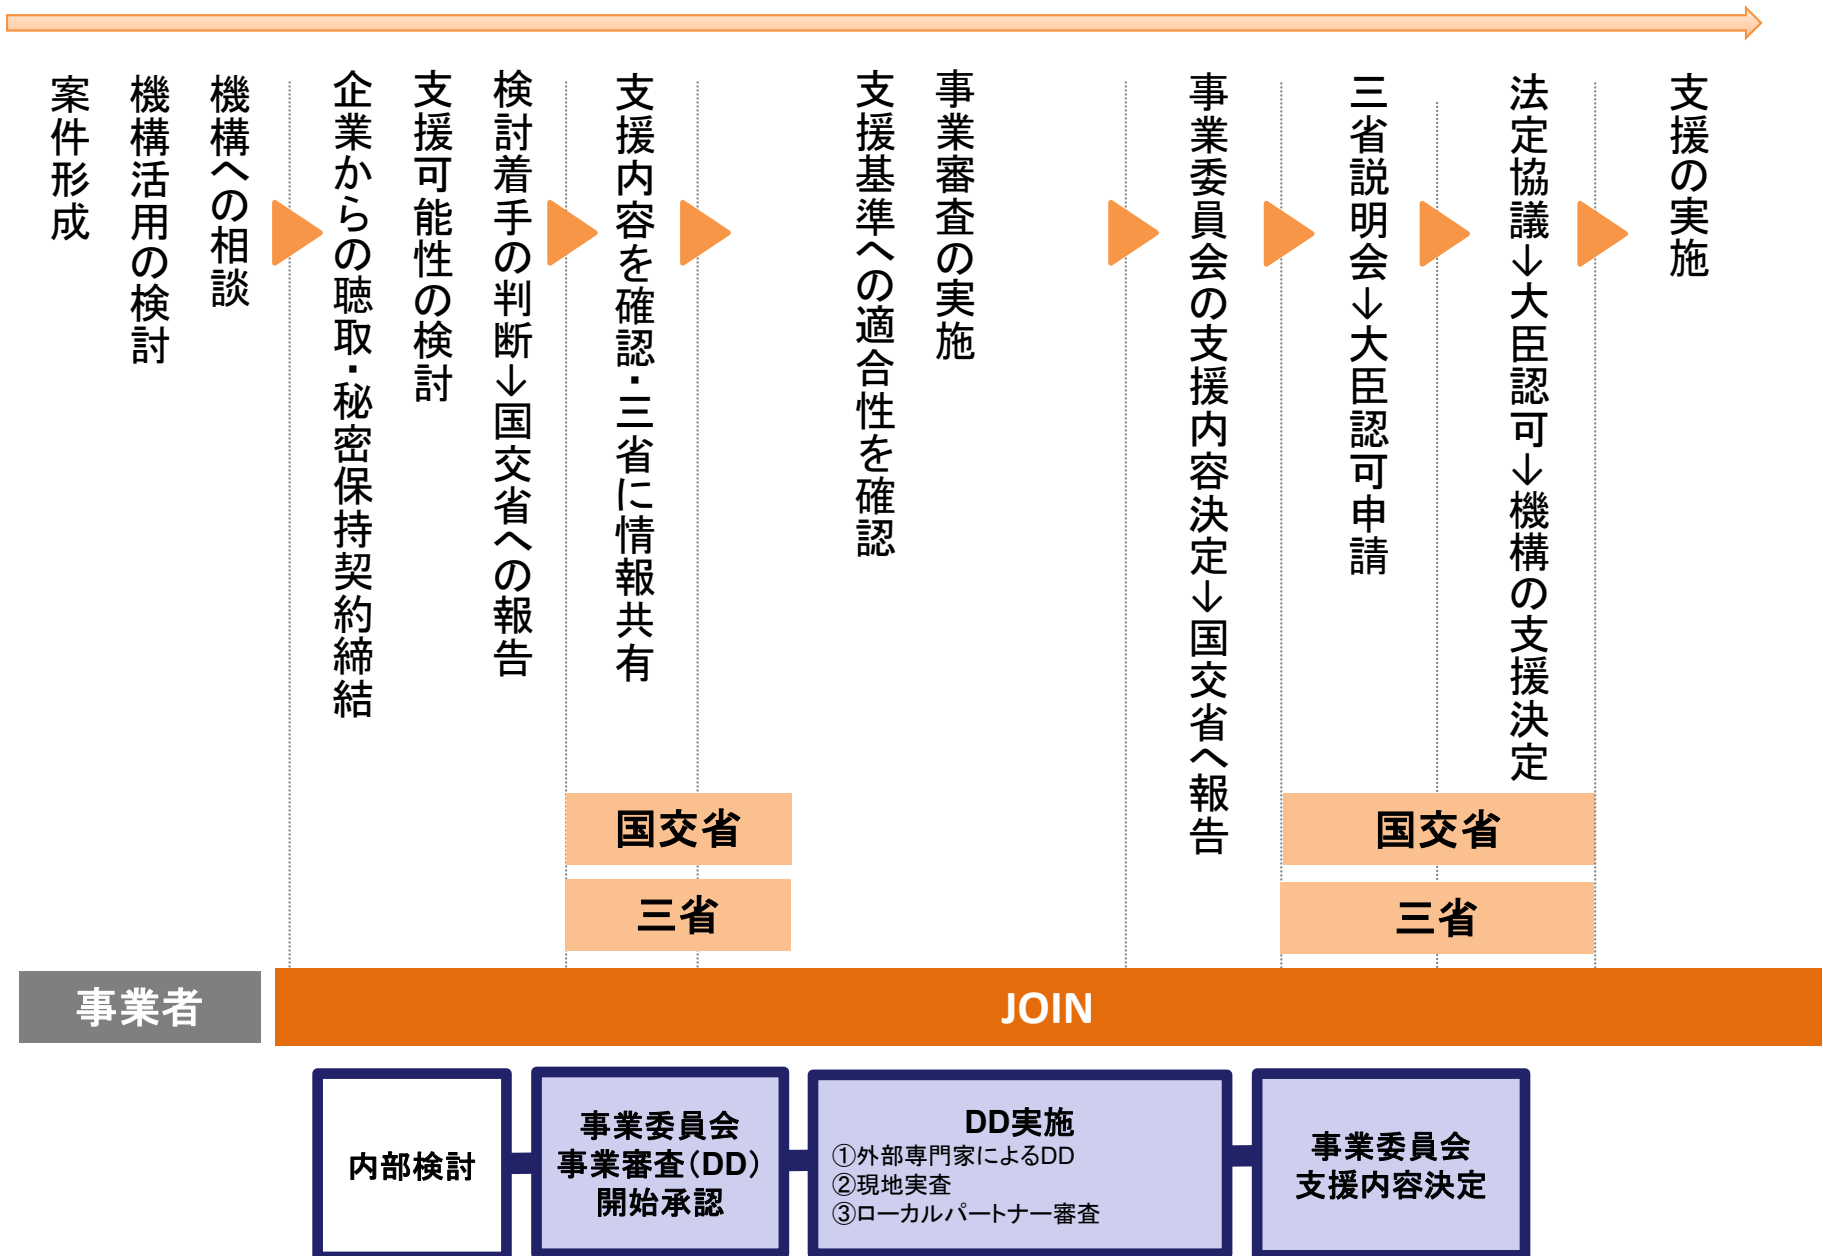 案件形成
機構活用の検討
機構への相談
企業からの聴取・秘密保持契約締結
支援可能性の検討
検討着手の判断→国交省への報告
支援内容を確認・三省に情報共有
支援基準への適合性を確認
事業審査の実施
事業委員会の支援内容決定→国交省へ報告
三省説明会→大臣認可申請
法定協議→大臣認可→機構の支援決定
支援の実施
国交省
三省
国交省
三省
事業者
JOIN
内部検討
事業委員会
事業審査（DD）
開始承認
DD実施
①外部専門家によるDD
②現地実査
③ローカルパートナー審査
事業委員会
支援内容決定